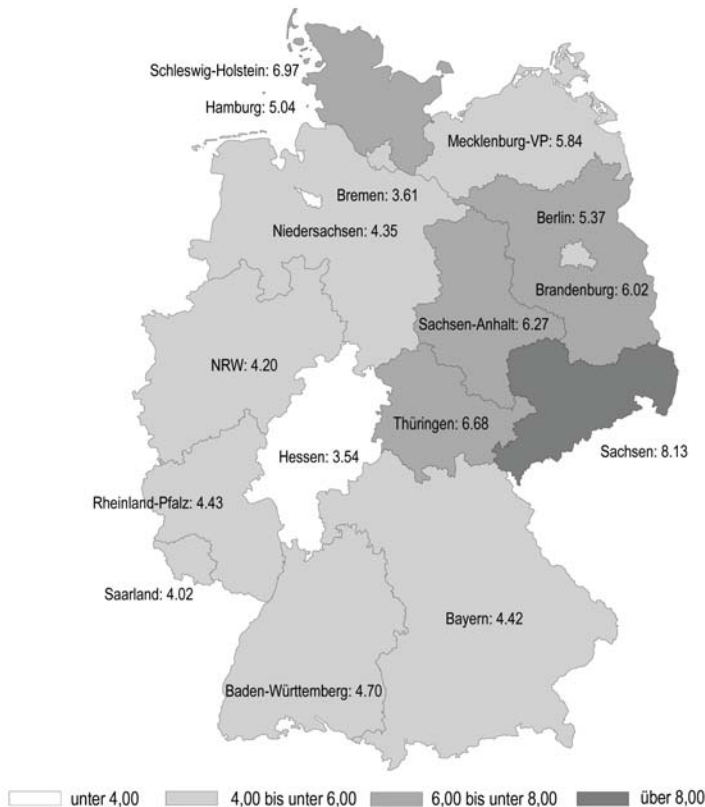 Schleswig-Holstein: 6.97
Hamburg: 5.04
Mecklenburg-VP: 5.84
Bremen: 3.61
Berlin: 5.37
Niedersachsen: 4.35
Brandenburg: 6.02
Sachsen-Anhalt: 6.27
NRW: 4.20
Thüringen: 6.68
Sachsen: 8.13
Hessen: 3.54
Rheinland-Pfalz: 4.43
Saarland: 4.02
Bayern: 4.42
Baden-Württemberg: 4.70
unter 4,00 4,00 bis unter 6,00 6,00 bis unter 8,00 über 8,00